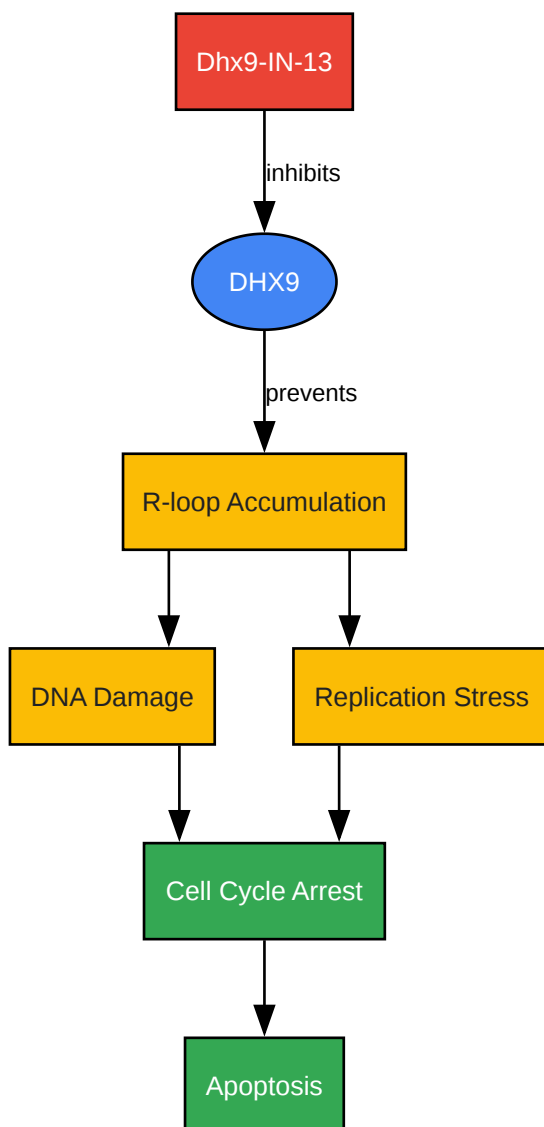 Dhx9-IN-13
inhibits
DHX9
prevents
R-loop Accumulation
DNA Damage
Replication Stress
Cell Cycle Arrest
Apoptosis